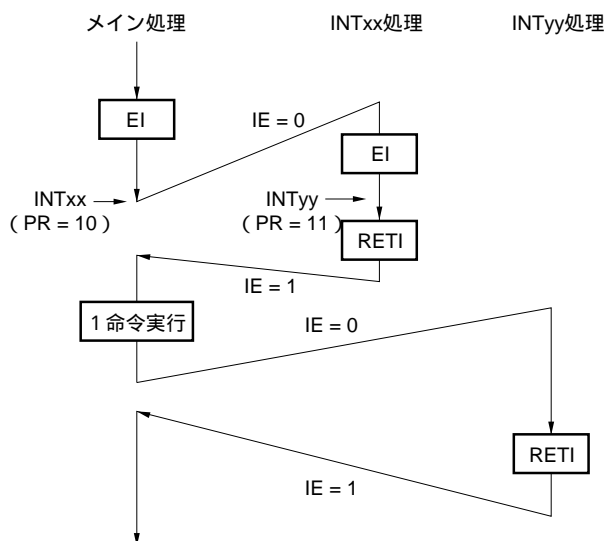 メイン処理
INTxx処理
INTyy処理
EI
IE = 0
EI
INTxx
（PR = 10）
INTyy
（PR = 11）
RETI
IE = 1
1 命令実行
IE = 0
RETI
IE = 1